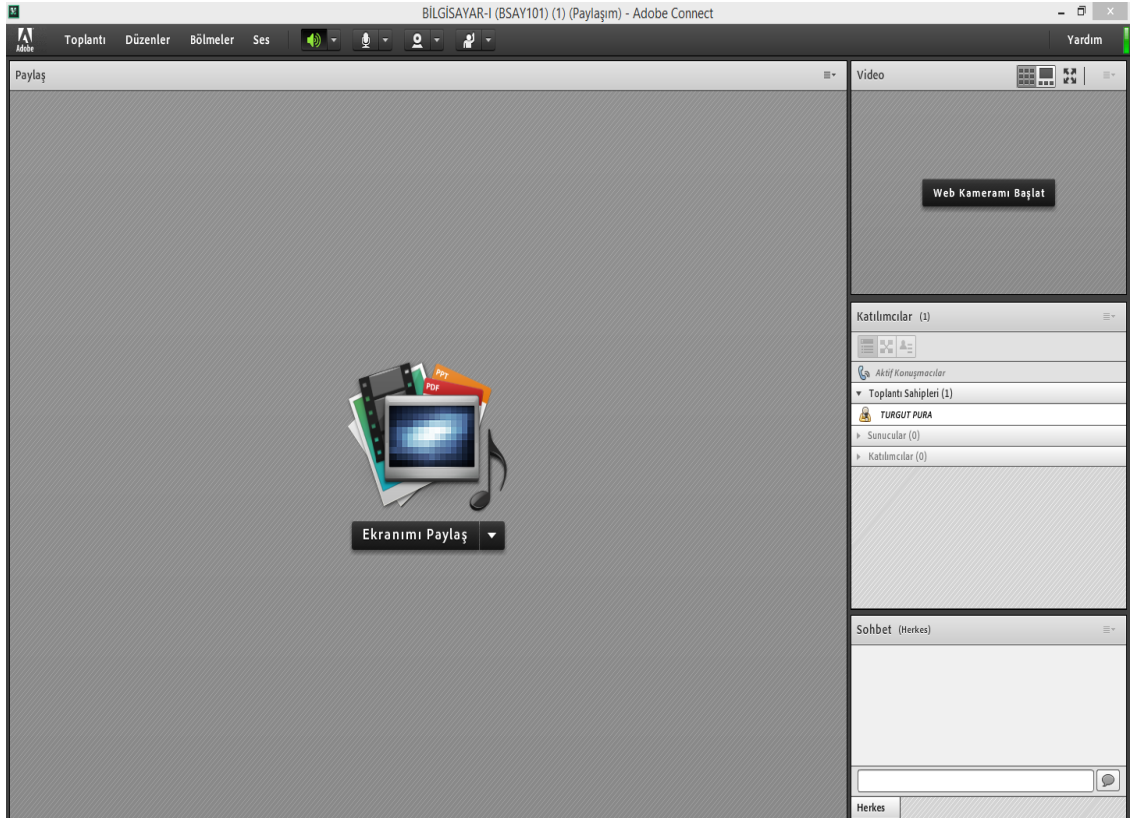 BİLGİSAYAR-I (BSAY101) (1) (Paylaşım) - Adobe Connect
Adobe
Toplantı Düzenler Bölmeler Ses
Yardım
Paylaş
PPT
PDF
Ekranımı Paylaş
Video
Web Kameramı Başlat
Katılımcılar (1)
Aktif Konuşmacılar
Toplantı Sahipleri (1)
TURGUT PURA
Sunucular (0)
Katılımcılar (0)
Sohbet (Herkes)
Herkes